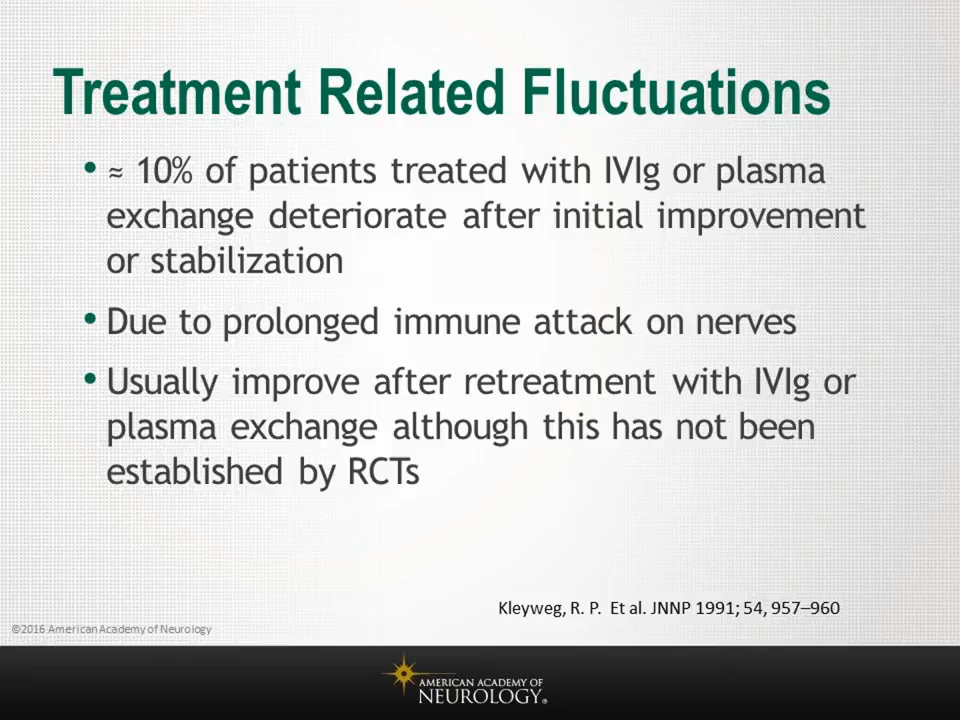 Treatment Related Fluctuations
• ≈ 10% of patients treated with IVIg or plasma
exchange deteriorate after initial improvement
or stabilization
• Due to prolonged immune attack on nerves
• Usually improve after retreatment with IVIg or
plasma exchange although this has not been
established by RCTs
Kleyweg, R. P. Et al. JNNP 1991; 54, 957–960
©2016 American Academy of Neurology
AMERICAN ACADEMY OF
NEUROLOGY®